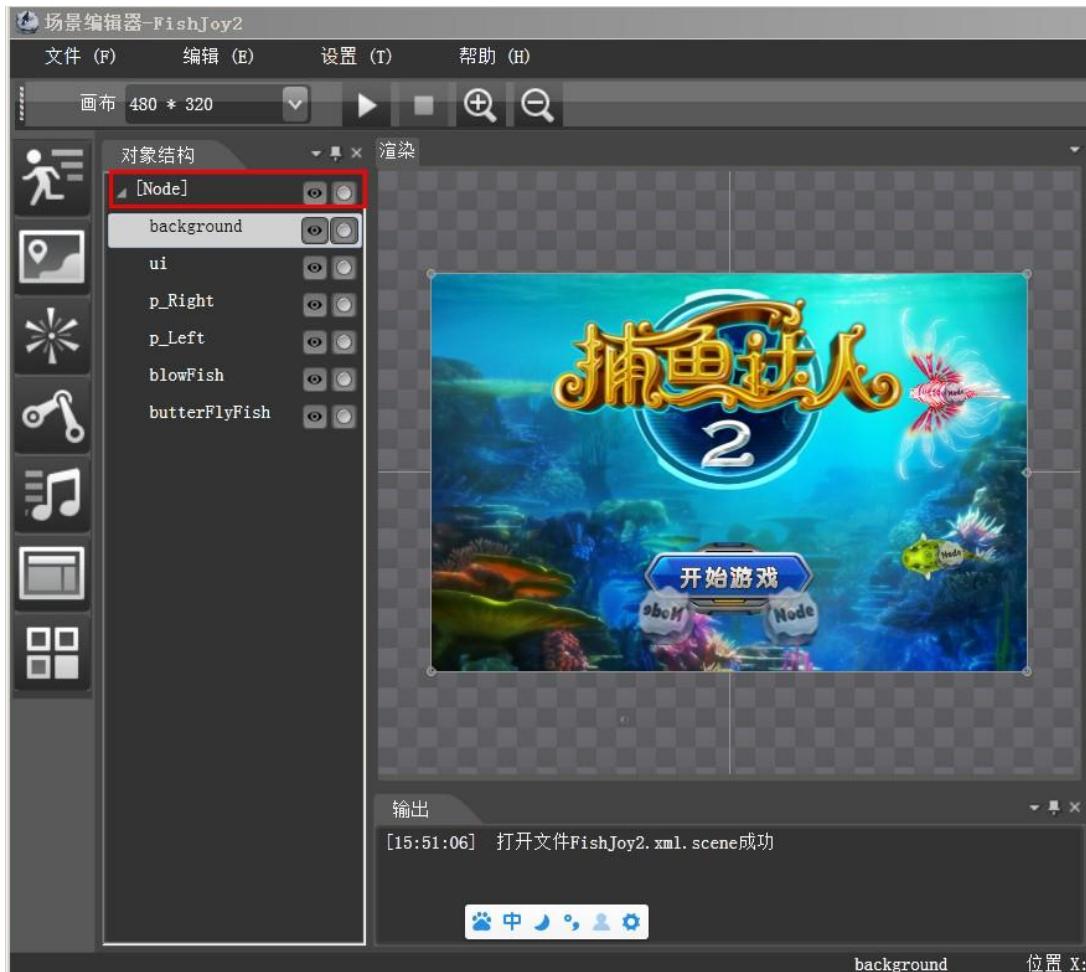 场景编辑器-FishJoy2
文件 (F) 编辑 (E) 设置 (T) 帮助 (H)
画布 480 * 320
对象结构
渲染
[Node]
background
ui
p_Right
p_Left
blowFish
butterFlyFish
捕鱼达人
2
Node
Node
开始游戏
Node
Node
输出
[15:51:06] 打开文件FishJoy2.xml.scene成功
中
background 位置 X: